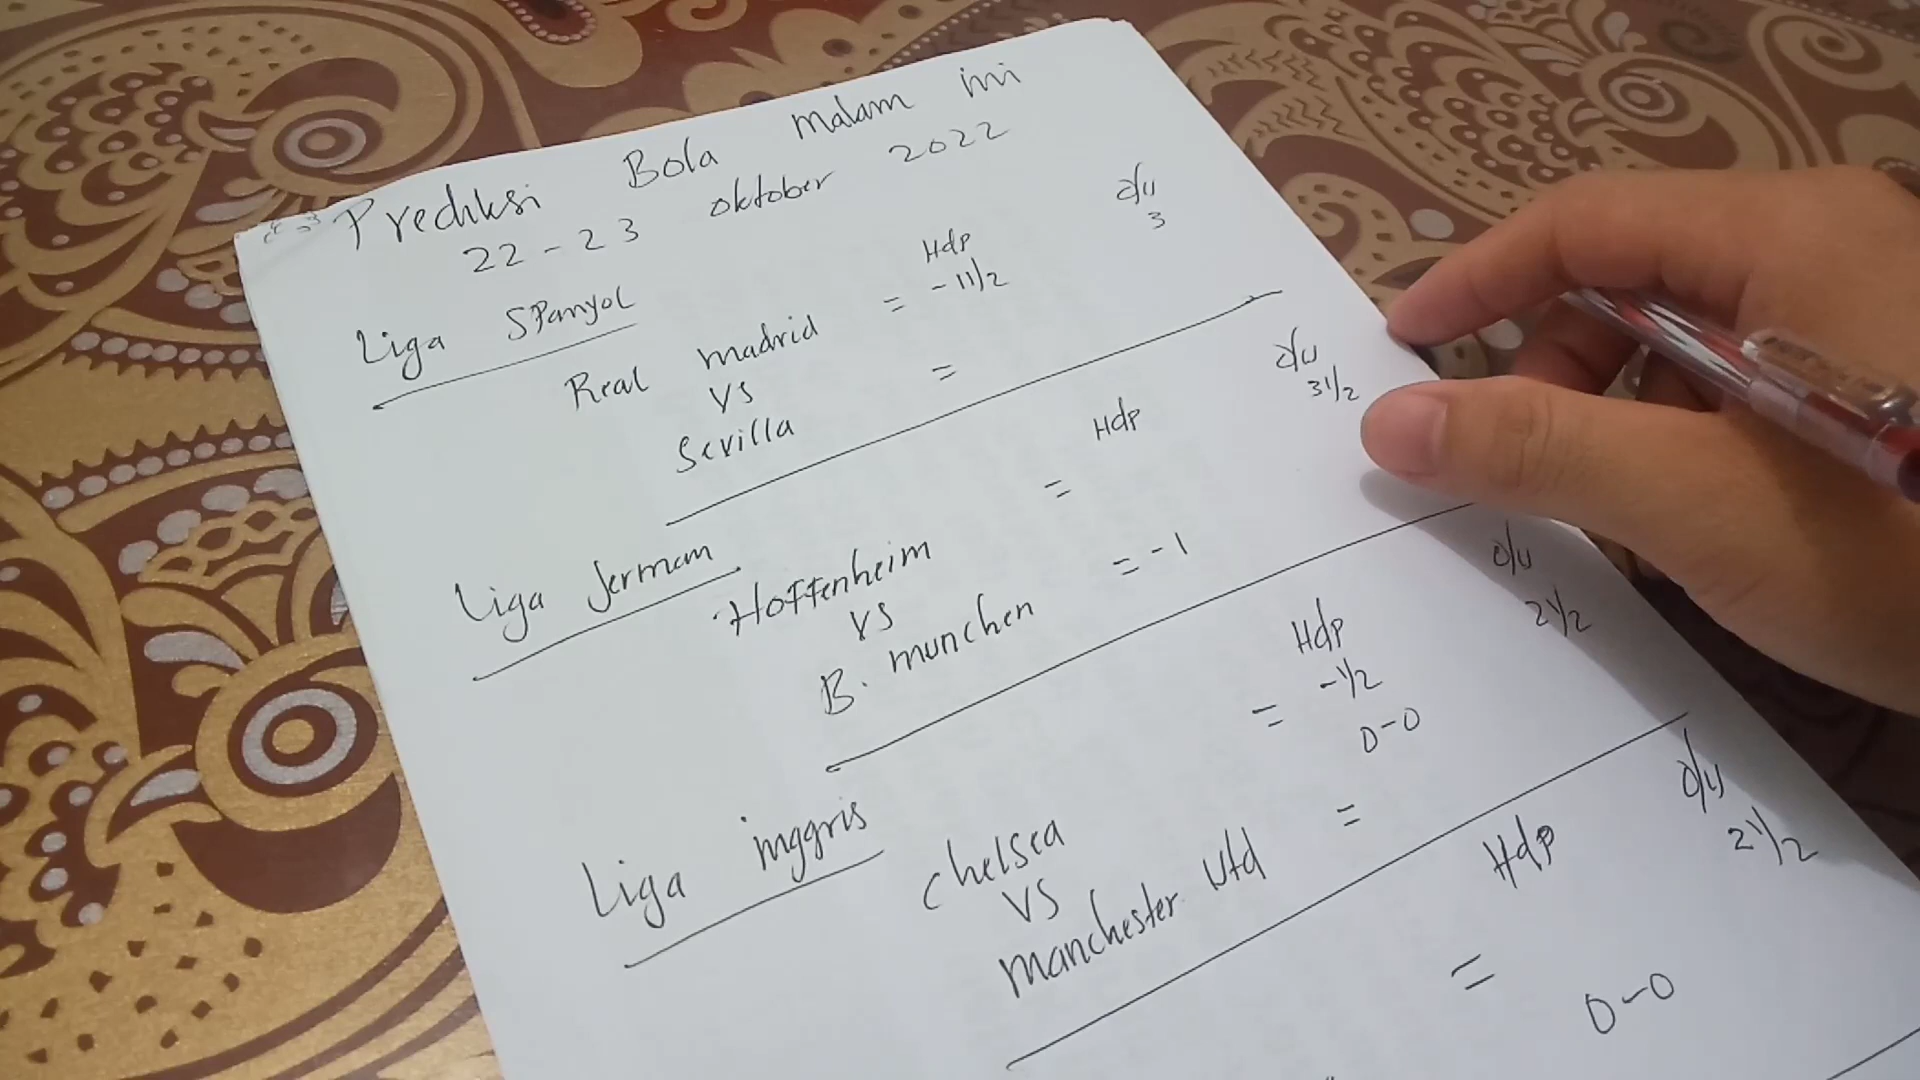 Prediksi Bola malam ini
22-23 oktober 2022
Liga SPanyol Hdp o/u
Real madrid = -11/2 3
VS
Sevilla =
Liga Jerman Hdp o/u
Hoffenheim = 31/2
VS
B. munchen = -1
Liga inggris Hdp o/u
Chelsea = -1/2 21/2
VS 0-0
manchester Utd =
Hdp o/u
= 21/2
0-0